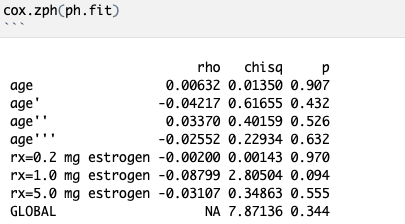 cox.zph(ph.fit)
```
rho chisq p
age 0.00632 0.01350 0.907
age' -0.04217 0.61655 0.432
age'' 0.03370 0.40159 0.526
age''' -0.02552 0.22934 0.632
rx=0.2 mg estrogen -0.00200 0.00143 0.970
rx=1.0 mg estrogen -0.08799 2.80504 0.094
rx=5.0 mg estrogen -0.03107 0.34863 0.555
GLOBAL NA 7.87136 0.344